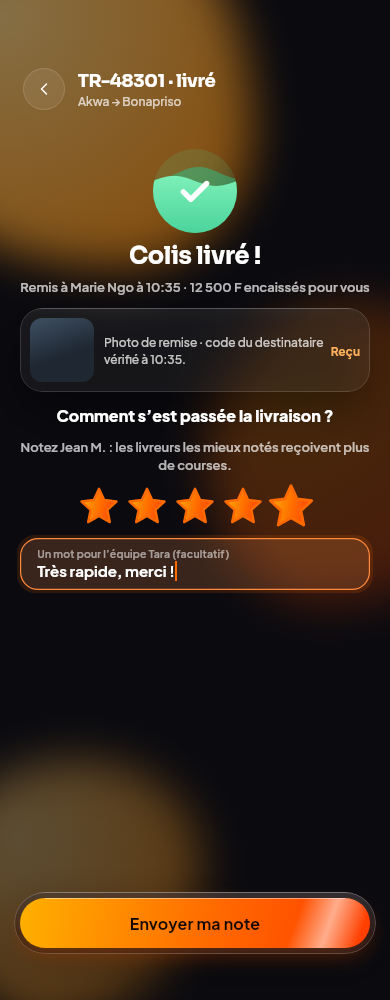 TR-48301 · livré
Akwa → Bonapriso
Colis livré !
Remis à Marie Ngo à 10:35 · 12 500 F encaissés pour vous
Photo de remise · code du destinataire
vérifié à 10:35.
Reçu
Comment s’est passée la livraison ?
Notez Jean M. : les livreurs les mieux notés reçoivent plus
de courses.
Un mot pour l’équipe Tara (facultatif)
Très rapide, merci !
Envoyer ma note